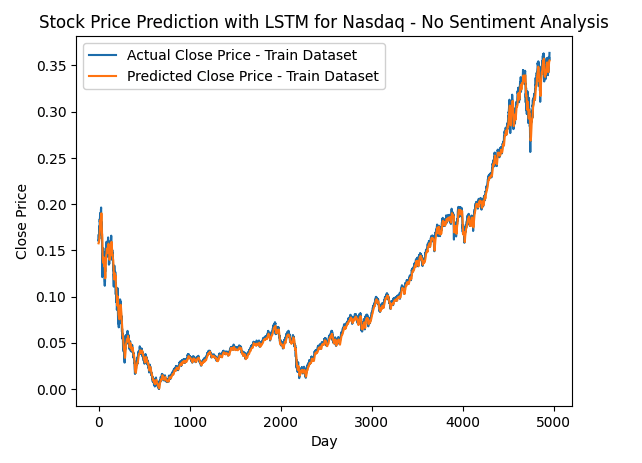 Stock Price Prediction with LSTM for Nasdaq - No Sentiment Analysis
Actual Close Price - Train Dataset
Predicted Close Price - Train Dataset
0.35
0.30
0.25
0.20
0.15
0.10
0.05
0.00
Close Price
0 1000 2000 3000 4000 5000
Day